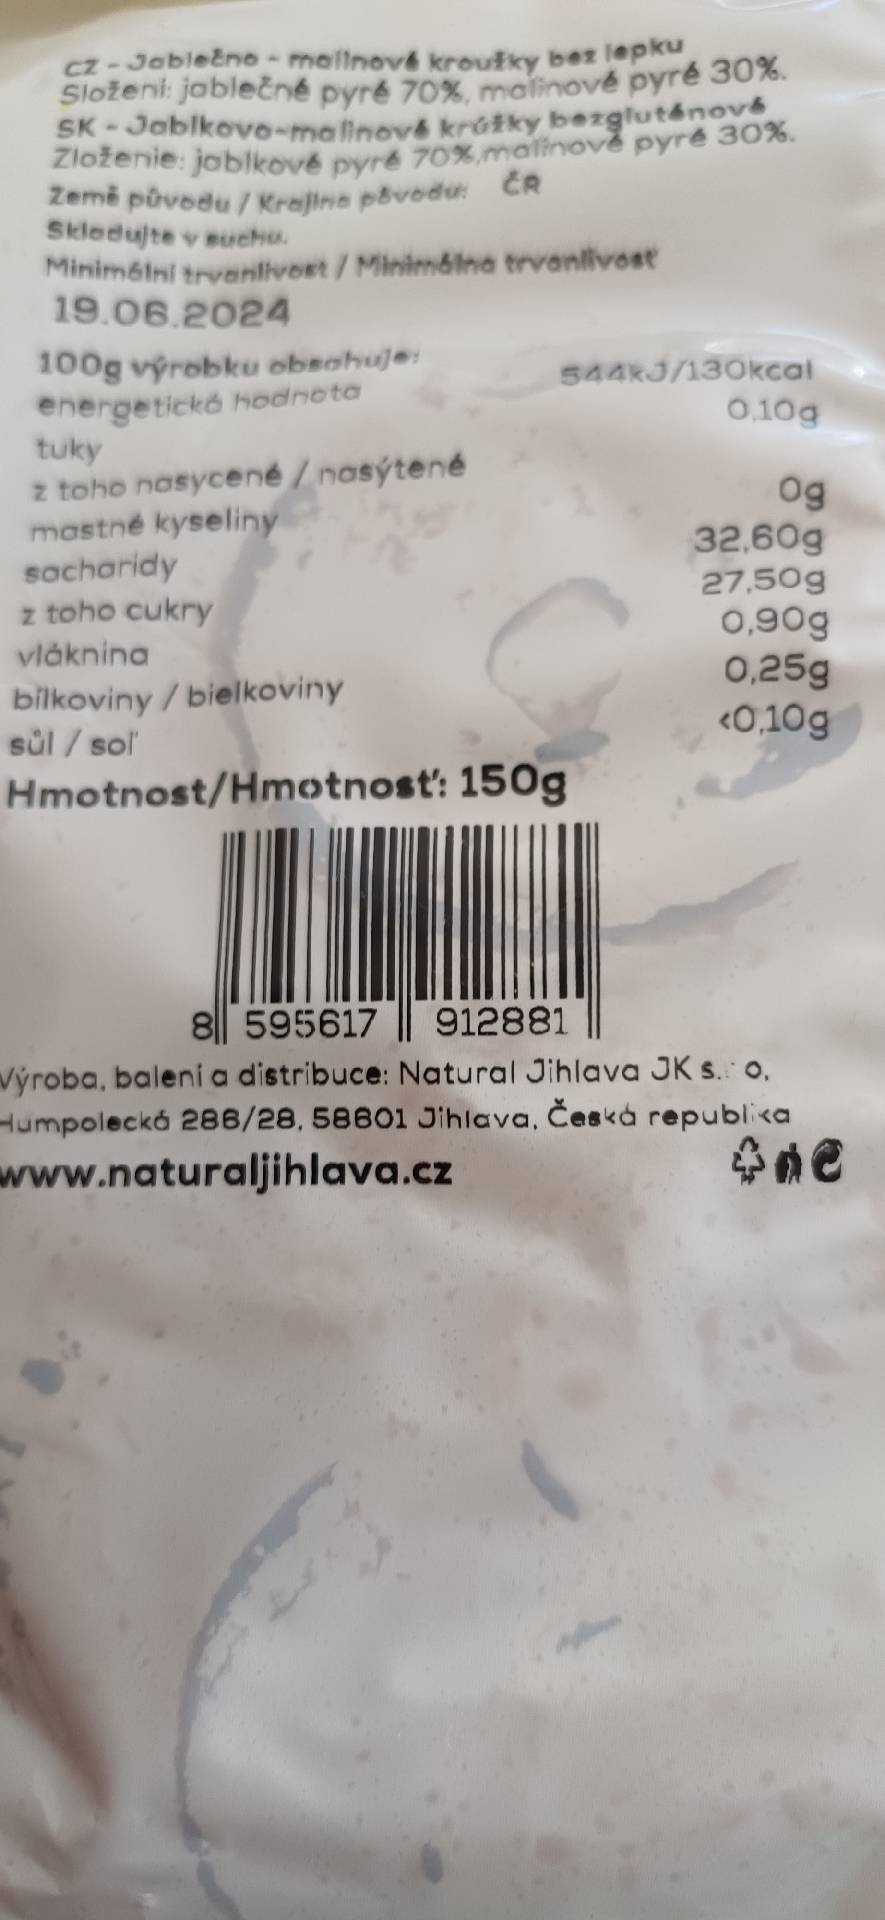 CZ - Jablečno - malinové kroužky bez lepku
Složení: jablečné pyré 70%, malinové pyré 30%.
SK - Jablkovo-malinové krúžky bezgluténové
Zloženie: jablkové pyré 70%,malinové pyré 30%.
Země původu / Krajina pôvodu: ČR
Skladujte v suchu.
Minimální trvanlivost / Minimálna trvanlivosť
19.06.2024
100g výrobku obsahuje:
energetická hodnota 544kJ/130kcal
tuky 0,10g
z toho nasycené / nasýtené
mastné kyseliny 0g
sacharidy 32,60g
z toho cukry 27,50g
vláknina 0,90g
bílkoviny / bielkoviny 0,25g
sůl / soľ <0,10g
Hmotnost/Hmotnosť: 150g
8 595617 912881
Výroba, balení a distribuce: Natural Jihlava JK s.r.o,
Humpolecká 286/28, 58601 Jihlava, Česká republika
www.naturaljihlava.cz